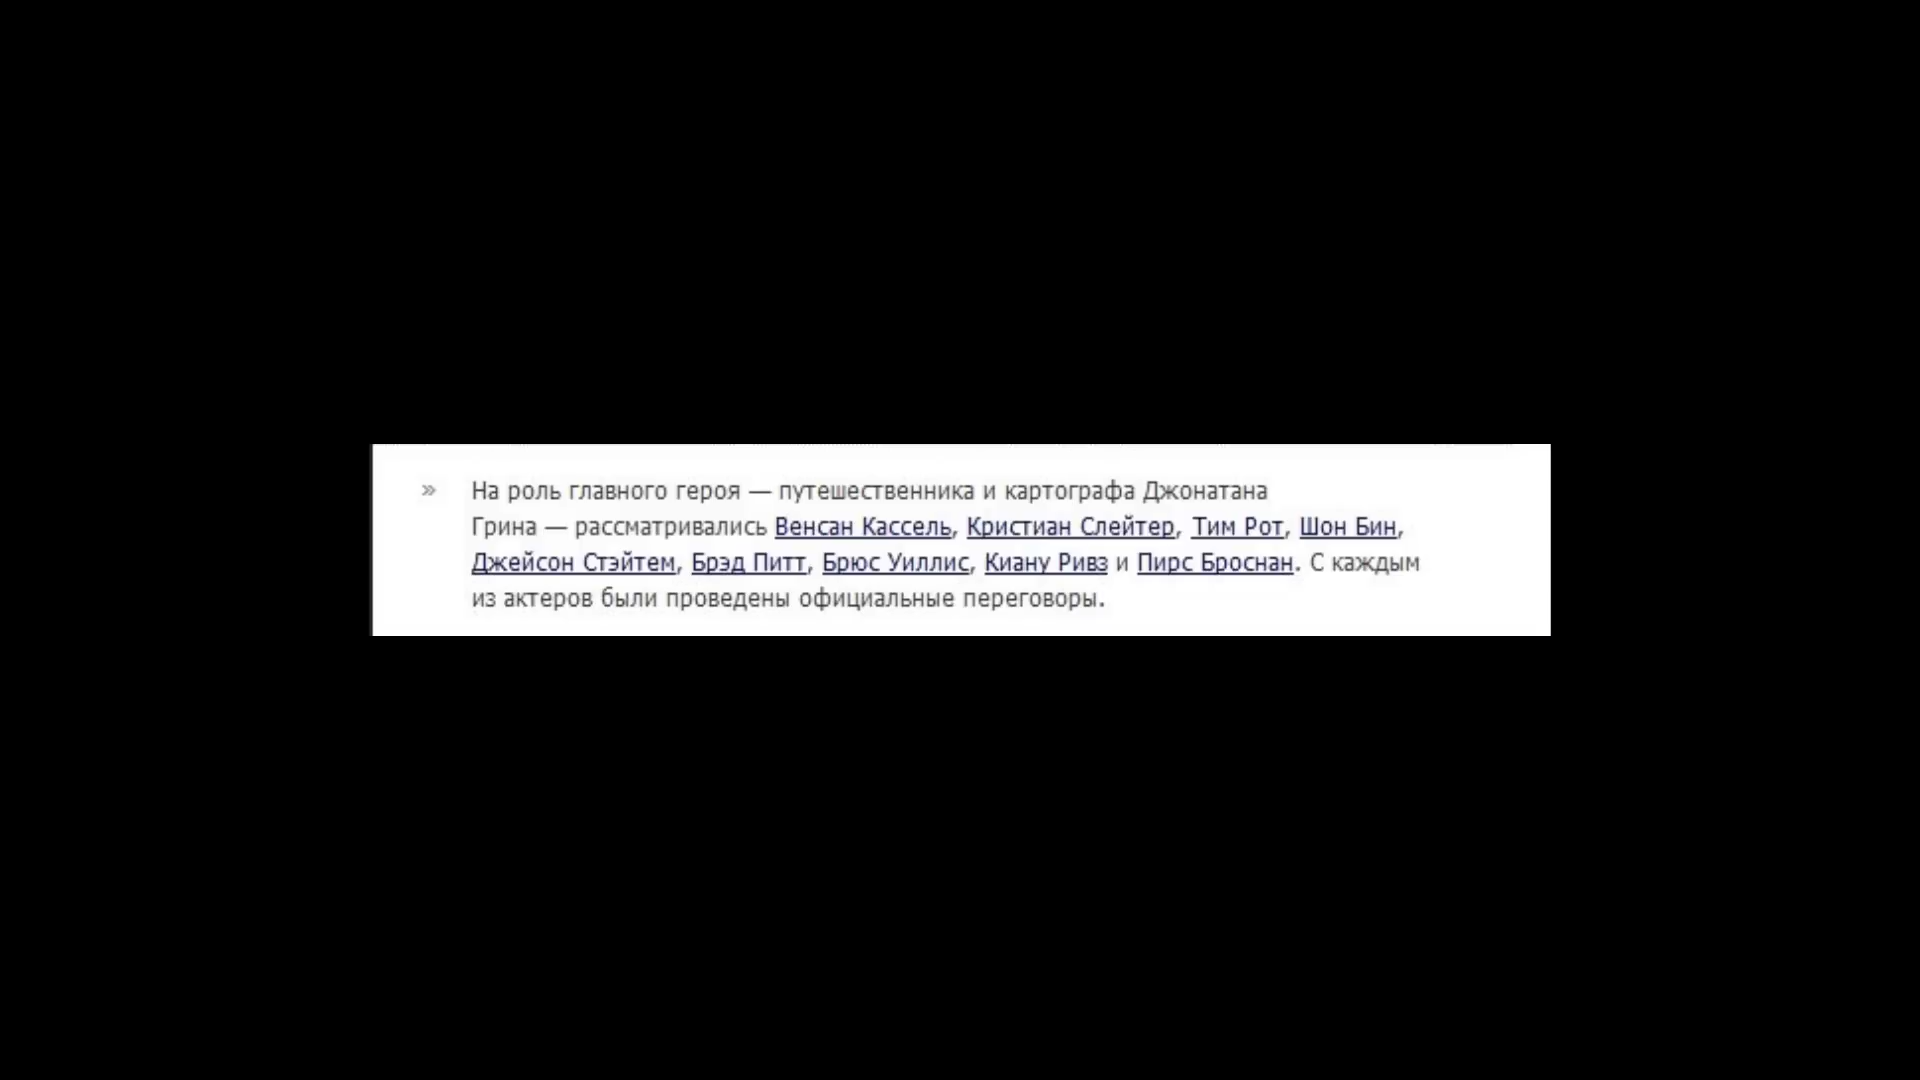 » На роль главного героя — путешественника и картографа Джонатана
Грина — рассматривались Венсан Кассель, Кристиан Слейтер, Тим Рот, Шон Бин,
Джейсон Стэйтем, Брэд Питт, Брюс Уиллис, Киану Ривз и Пирс Броснан. С каждым
из актеров были проведены официальные переговоры.